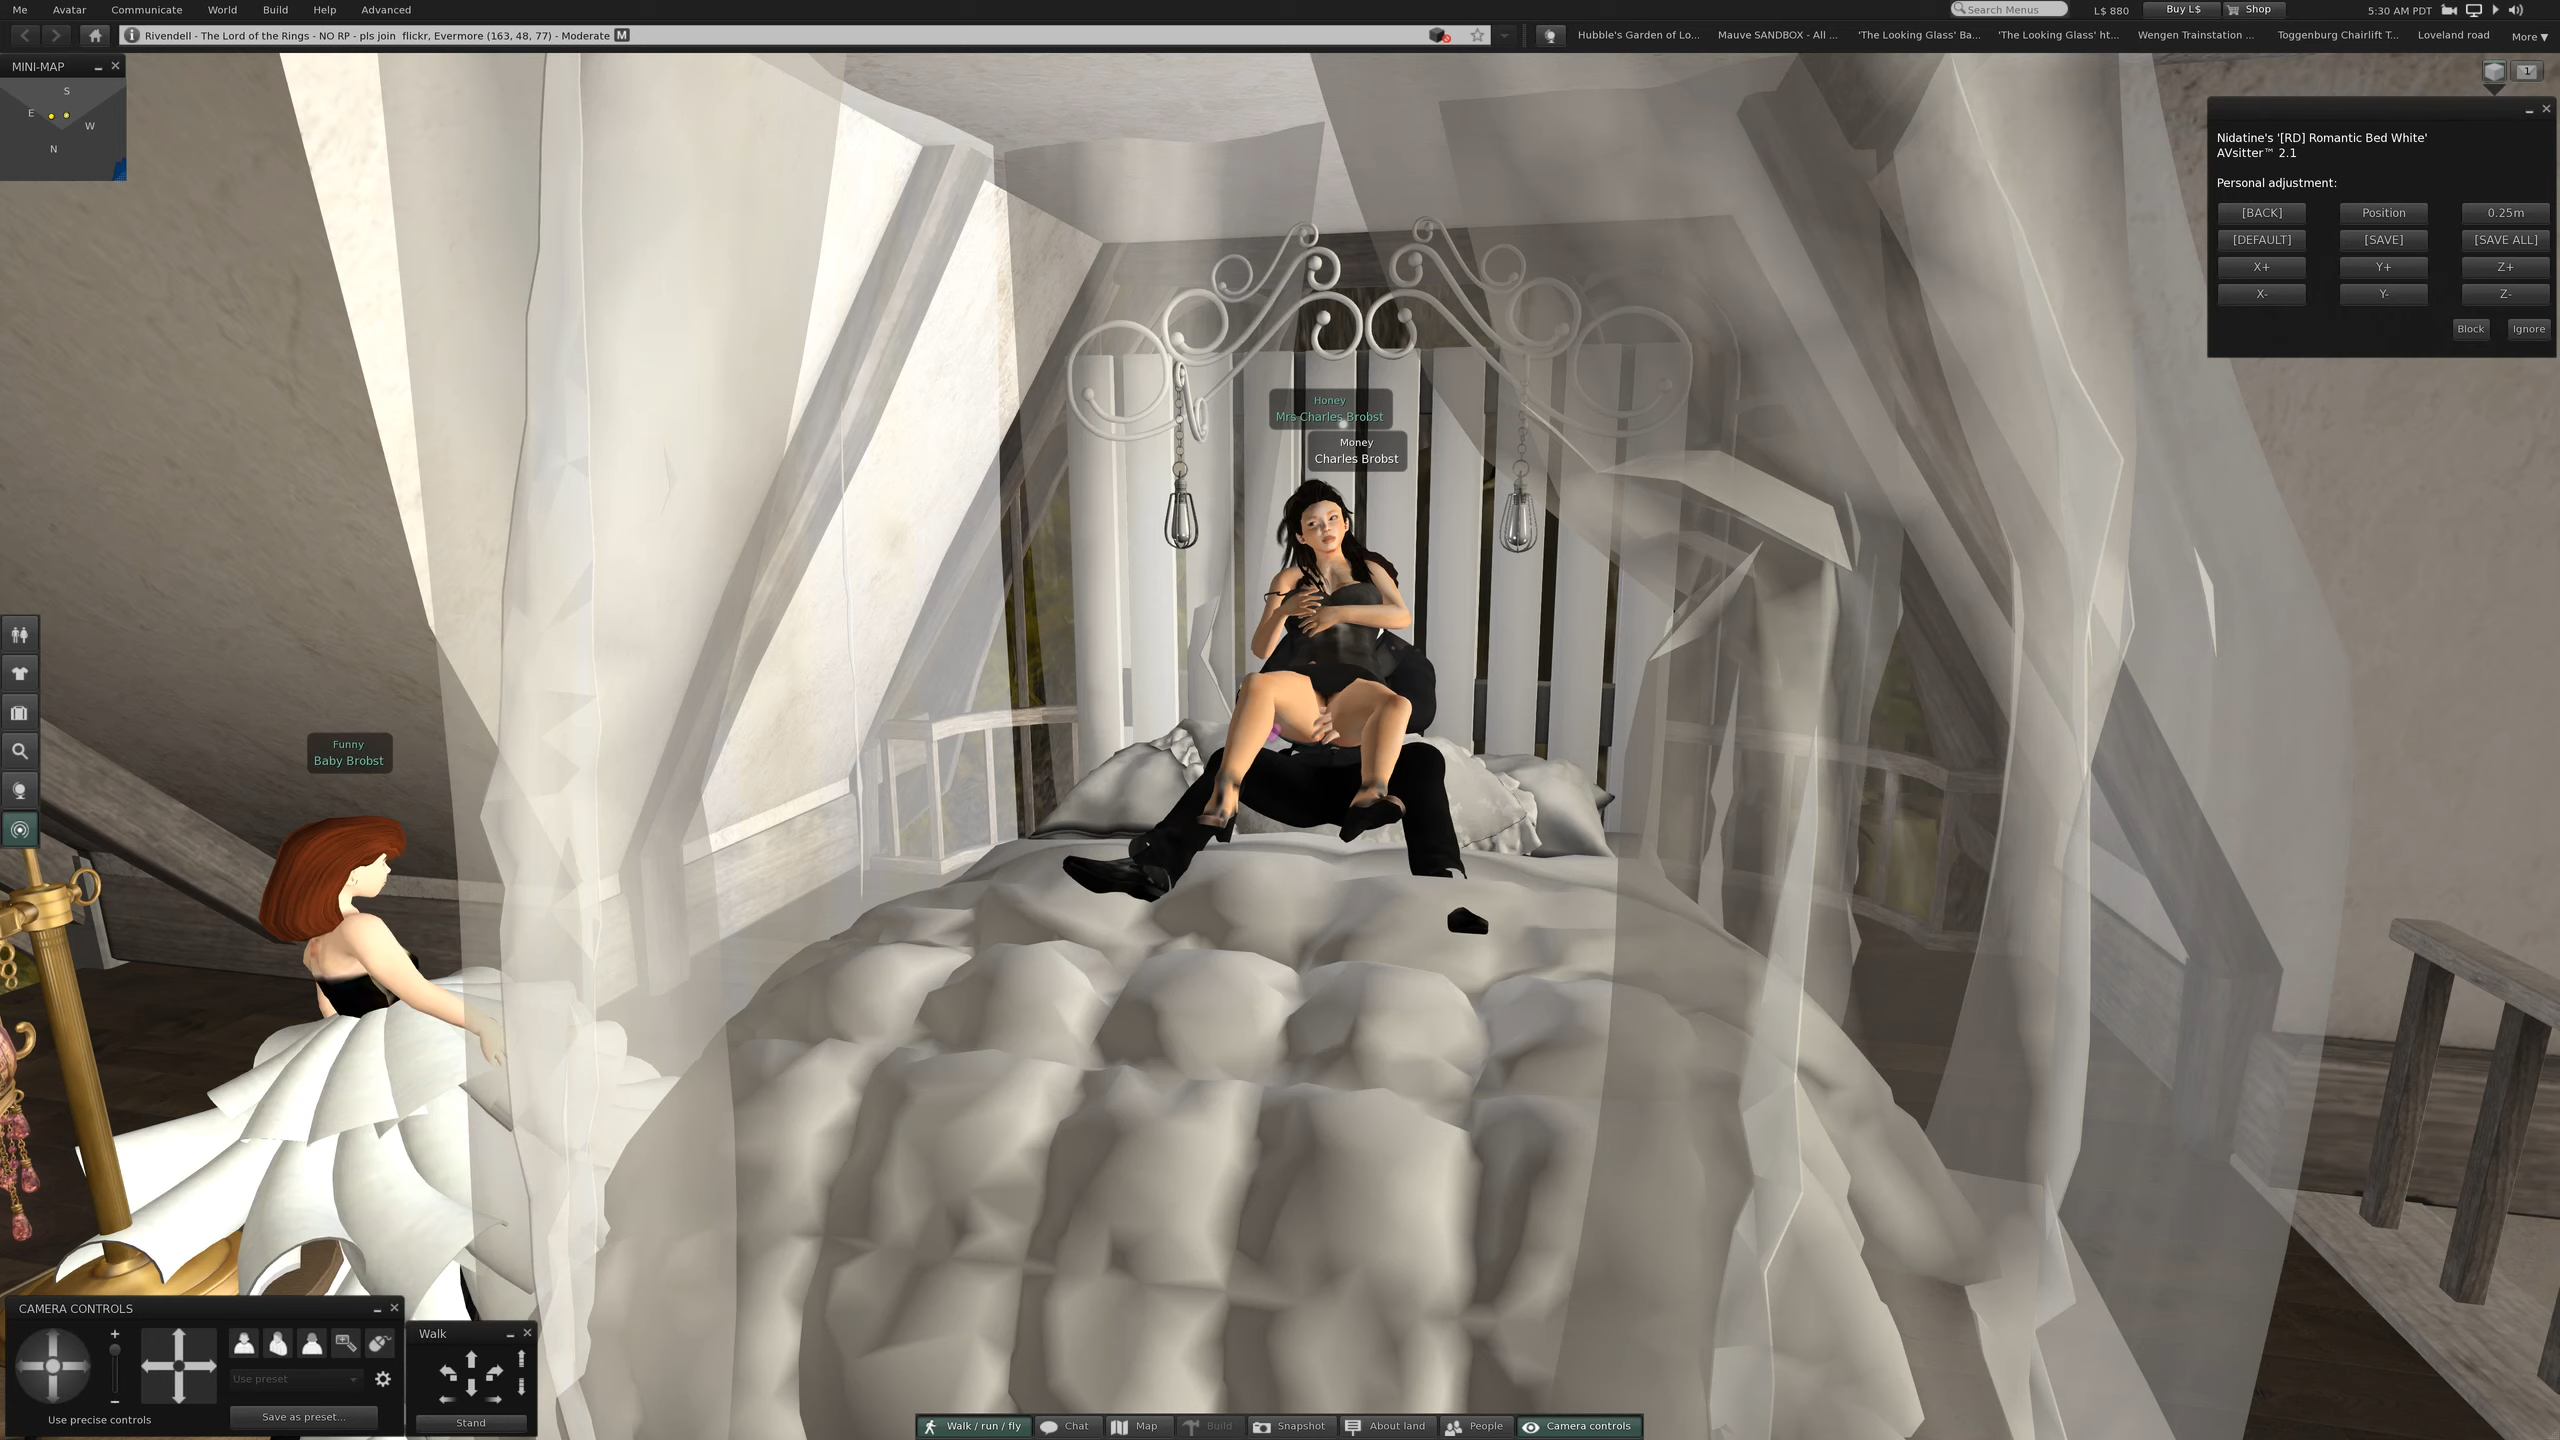 Me Avatar Communicate World Build Help Advanced
Search Menus
L$ 880
Buy L$
Shop
5:30 AM PDT
Rivendell - The Lord of the Rings - NO RP - pls join flickr, Evermore (163, 48, 77) - Moderate M
Hubble's Garden of Lo... Mauve SANDBOX - All ... 'The Looking Glass' Ba... 'The Looking Glass' ht... Wengen Trainstation ... Toggenburg Chairlift T... Loveland road More ▼
MINI-MAP
S
E
W
N
1
Nidatine's '[RD] Romantic Bed White'
AVsitter™ 2.1
Personal adjustment:
[BACK] Position 0.25m
[DEFAULT] [SAVE] [SAVE ALL]
X+ Y+ Z+
X- Y- Z-
Block Ignore
Honey
Mrs Charles Brobst
Money
Charles Brobst
Funny
Baby Brobst
CAMERA CONTROLS
Use preset
Use precise controls
Save as preset...
Walk
Stand
Walk / run / fly Chat Map Build Snapshot About land People Camera controls